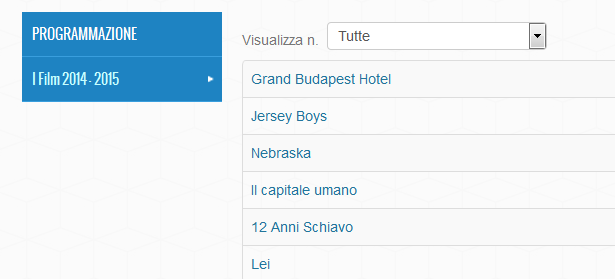 PROGRAMMAZIONE
I Film 2014 - 2015
Visualizza n. Tutte
Grand Budapest Hotel
Jersey Boys
Nebraska
Il capitale umano
12 Anni Schiavo
Lei